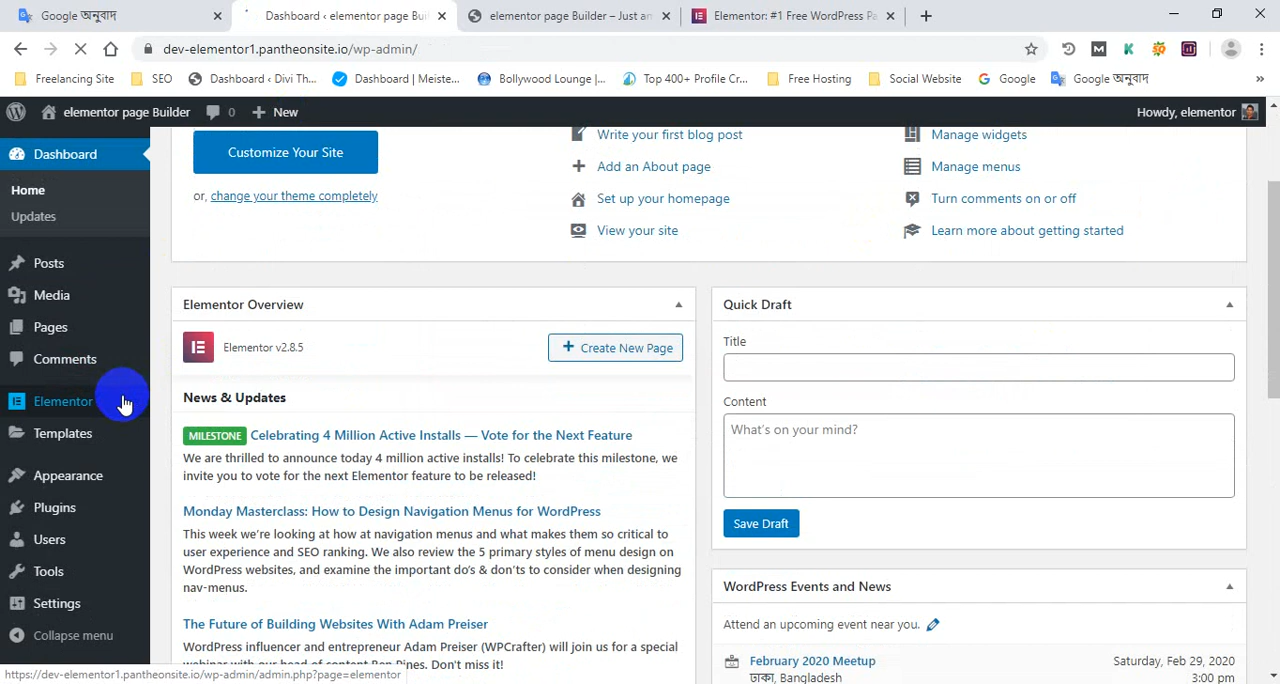 Google অনুবাদ
Dashboard ‹ elementor page Buil
elementor page Builder – Just an
Elementor: #1 Free WordPress Pa
dev-elementor1.pantheonsite.io/wp-admin/
Freelancing Site
SEO
Dashboard ‹ Divi Th...
Dashboard | Meiste...
Bollywood Lounge |...
Top 400+ Profile Cr...
Free Hosting
Social Website
Google
Google অনুবাদ
»
elementor page Builder
0
New
Howdy, elementor
Dashboard
Home
Updates
Posts
Media
Pages
Comments
Elementor
Templates
Appearance
Plugins
Users
Tools
Settings
Collapse menu
Customize Your Site
or, change your theme completely
Write your first blog post
Add an About page
Set up your homepage
View your site
Manage widgets
Manage menus
Turn comments on or off
Learn more about getting started
Elementor Overview
Elementor v2.8.5
Create New Page
News & Updates
MILESTONE Celebrating 4 Million Active Installs — Vote for the Next Feature
We are thrilled to announce today 4 million active installs! To celebrate this milestone, we
invite you to vote for the next Elementor feature to be released!
Monday Masterclass: How to Design Navigation Menus for WordPress
This week we’re looking at how at navigation menus and what makes them so critical to
user experience and SEO ranking. We also review the 5 primary styles of menu design on
WordPress websites, and examine the important do’s & don’ts to consider when designing
nav-menus.
The Future of Building Websites With Adam Preiser
WordPress influencer and entrepreneur Adam Preiser (WPCrafter) will join us for a special
webinar with our head of content Ben Pines. Don't miss it!
Quick Draft
Title
Content
What’s on your mind?
Save Draft
WordPress Events and News
Attend an upcoming event near you.
February 2020 Meetup
ঢাকা, Bangladesh
Saturday, Feb 29, 2020
3:00 pm
https://dev-elementor1.pantheonsite.io/wp-admin/admin.php?page=elementor